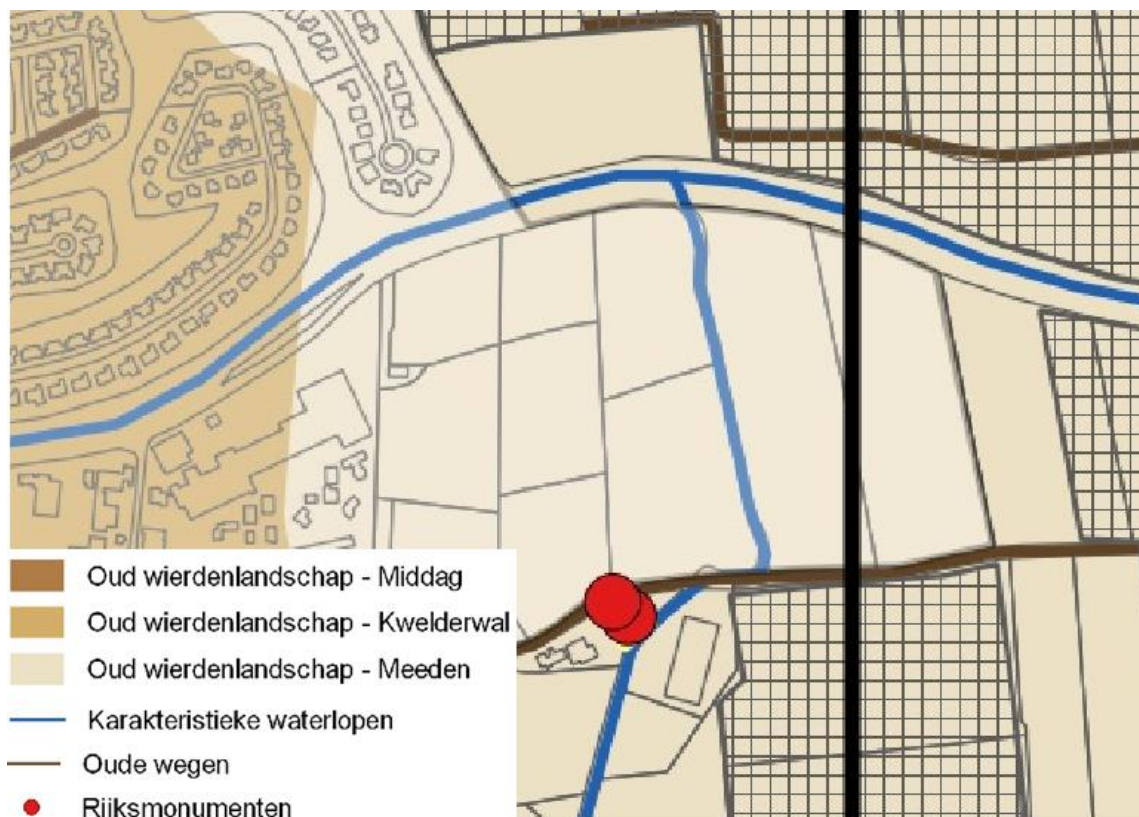 Oud wierdenlandschap - Middag
Oud wierdenlandschap - Kwelderwal
Oud wierdenlandschap - Meeden
Karakteristieke waterlopen
Oude wegen
Rijksmonumenten